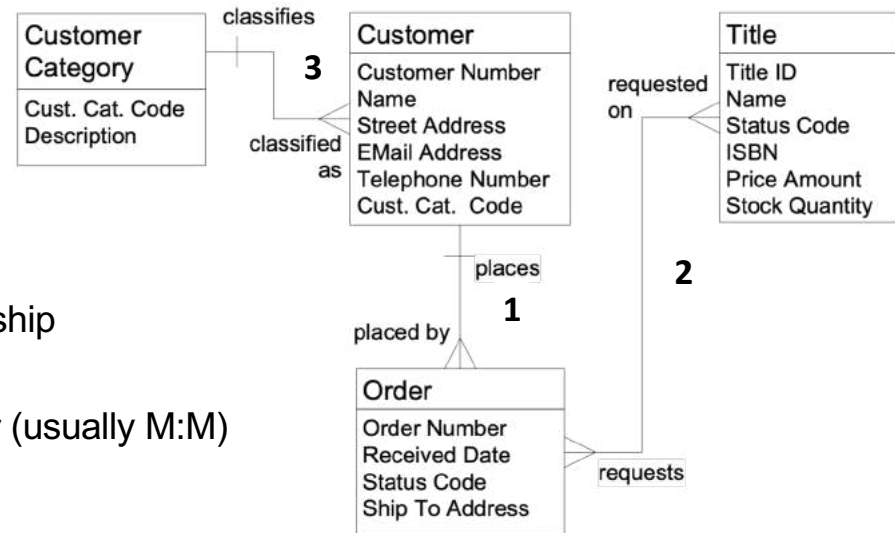 classifies
Customer
Category
Cust. Cat. Code
Description
3
classified
as
Customer
Customer Number
Name
Street Address
EMail Address
Telephone Number
Cust. Cat. Code
Title
Title ID
Name
Status Code
ISBN
Price Amount
Stock Quantity
requested
on
places
1
2
placed by
ship
(usually M:M)
Order
Order Number
Received Date
Status Code
Ship To Address
requests